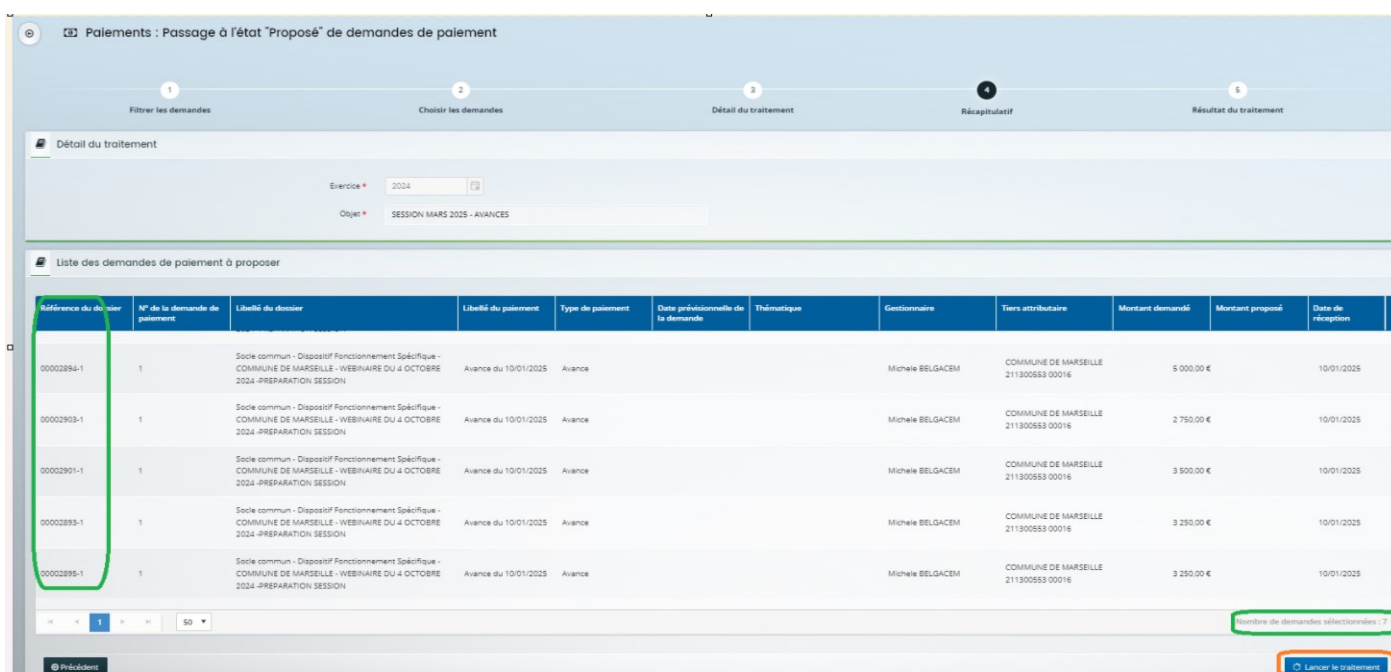 Paiements : Passage à l'état "Proposé" de demandes de paiement
1
2
3
4
5
Filtrer les demandes
Choisir les demandes
Détail du traitement
Récapitulatif
Résultat du traitement
Détail du traitement
Exercice * 2024
Objet * SESSION MARS 2025 - AVANCES
Liste des demandes de paiement à proposer
Référence du dossier N° de la demande de paiement Libellé du dossier Libellé du paiement Type de paiement Date prévisionnelle de la demande Thématique Gestionnaire Tiers attributaire Montant demandé Montant proposé Date de réception
Socle commun - Dispositif Fonctionnement Spécifique -
00002894-1 1 COMMUNE DE MARSEILLE - WEBINAIRE DU 4 OCTOBRE Avance du 10/01/2025 Avance Michele BELGACEM COMMUNE DE MARSEILLE 211300553 00016 5 000,00 € 10/01/2025
2024 -PREPARATION SESSION
Socle commun - Dispositif Fonctionnement Spécifique -
00002903-1 1 COMMUNE DE MARSEILLE - WEBINAIRE DU 4 OCTOBRE Avance du 10/01/2025 Avance Michele BELGACEM COMMUNE DE MARSEILLE 211300553 00016 2 750,00 € 10/01/2025
2024 -PREPARATION SESSION
Socle commun - Dispositif Fonctionnement Spécifique -
00002901-1 1 COMMUNE DE MARSEILLE - WEBINAIRE DU 4 OCTOBRE Avance du 10/01/2025 Avance Michele BELGACEM COMMUNE DE MARSEILLE 211300553 00016 3 500,00 € 10/01/2025
2024 -PREPARATION SESSION
Socle commun - Dispositif Fonctionnement Spécifique -
00002893-1 1 COMMUNE DE MARSEILLE - WEBINAIRE DU 4 OCTOBRE Avance du 10/01/2025 Avance Michele BELGACEM COMMUNE DE MARSEILLE 211300553 00016 3 250,00 € 10/01/2025
2024 -PREPARATION SESSION
Socle commun - Dispositif Fonctionnement Spécifique -
00002895-1 1 COMMUNE DE MARSEILLE - WEBINAIRE DU 4 OCTOBRE Avance du 10/01/2025 Avance Michele BELGACEM COMMUNE DE MARSEILLE 211300553 00016 3 250,00 € 10/01/2025
2024 -PREPARATION SESSION
1 50 Nombre de demandes sélectionnées : 7
Précédent Lancer le traitement